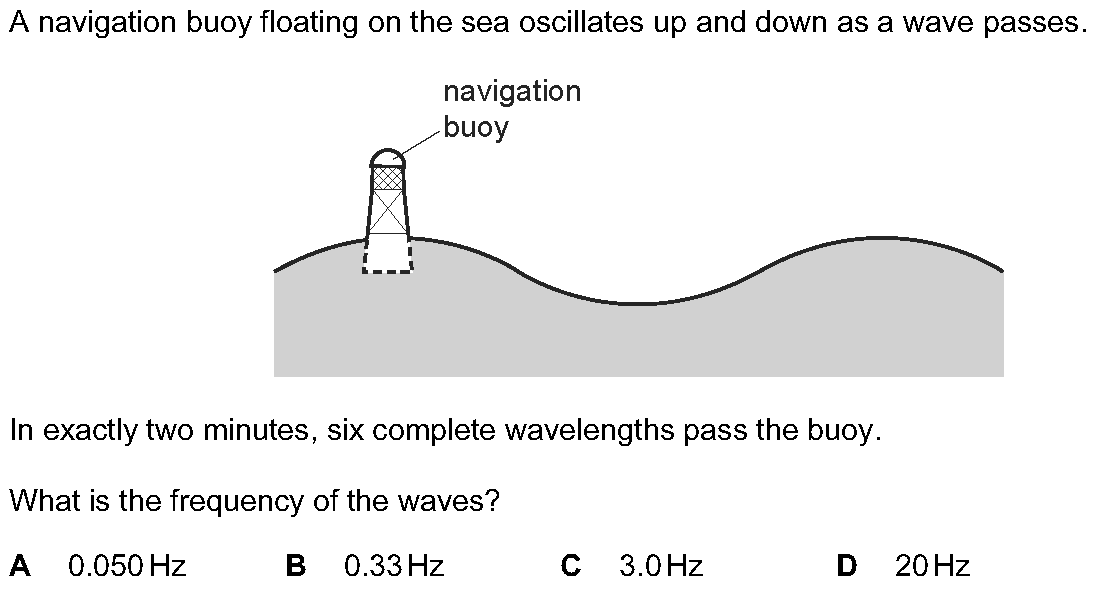 A navigation buoy floating on the sea oscillates up and down as a wave passes.
navigation
buoy
In exactly two minutes, six complete wavelengths pass the buoy.
What is the frequency of the waves?
A 0.050 Hz B 0.33 Hz C 3.0 Hz D 20 Hz